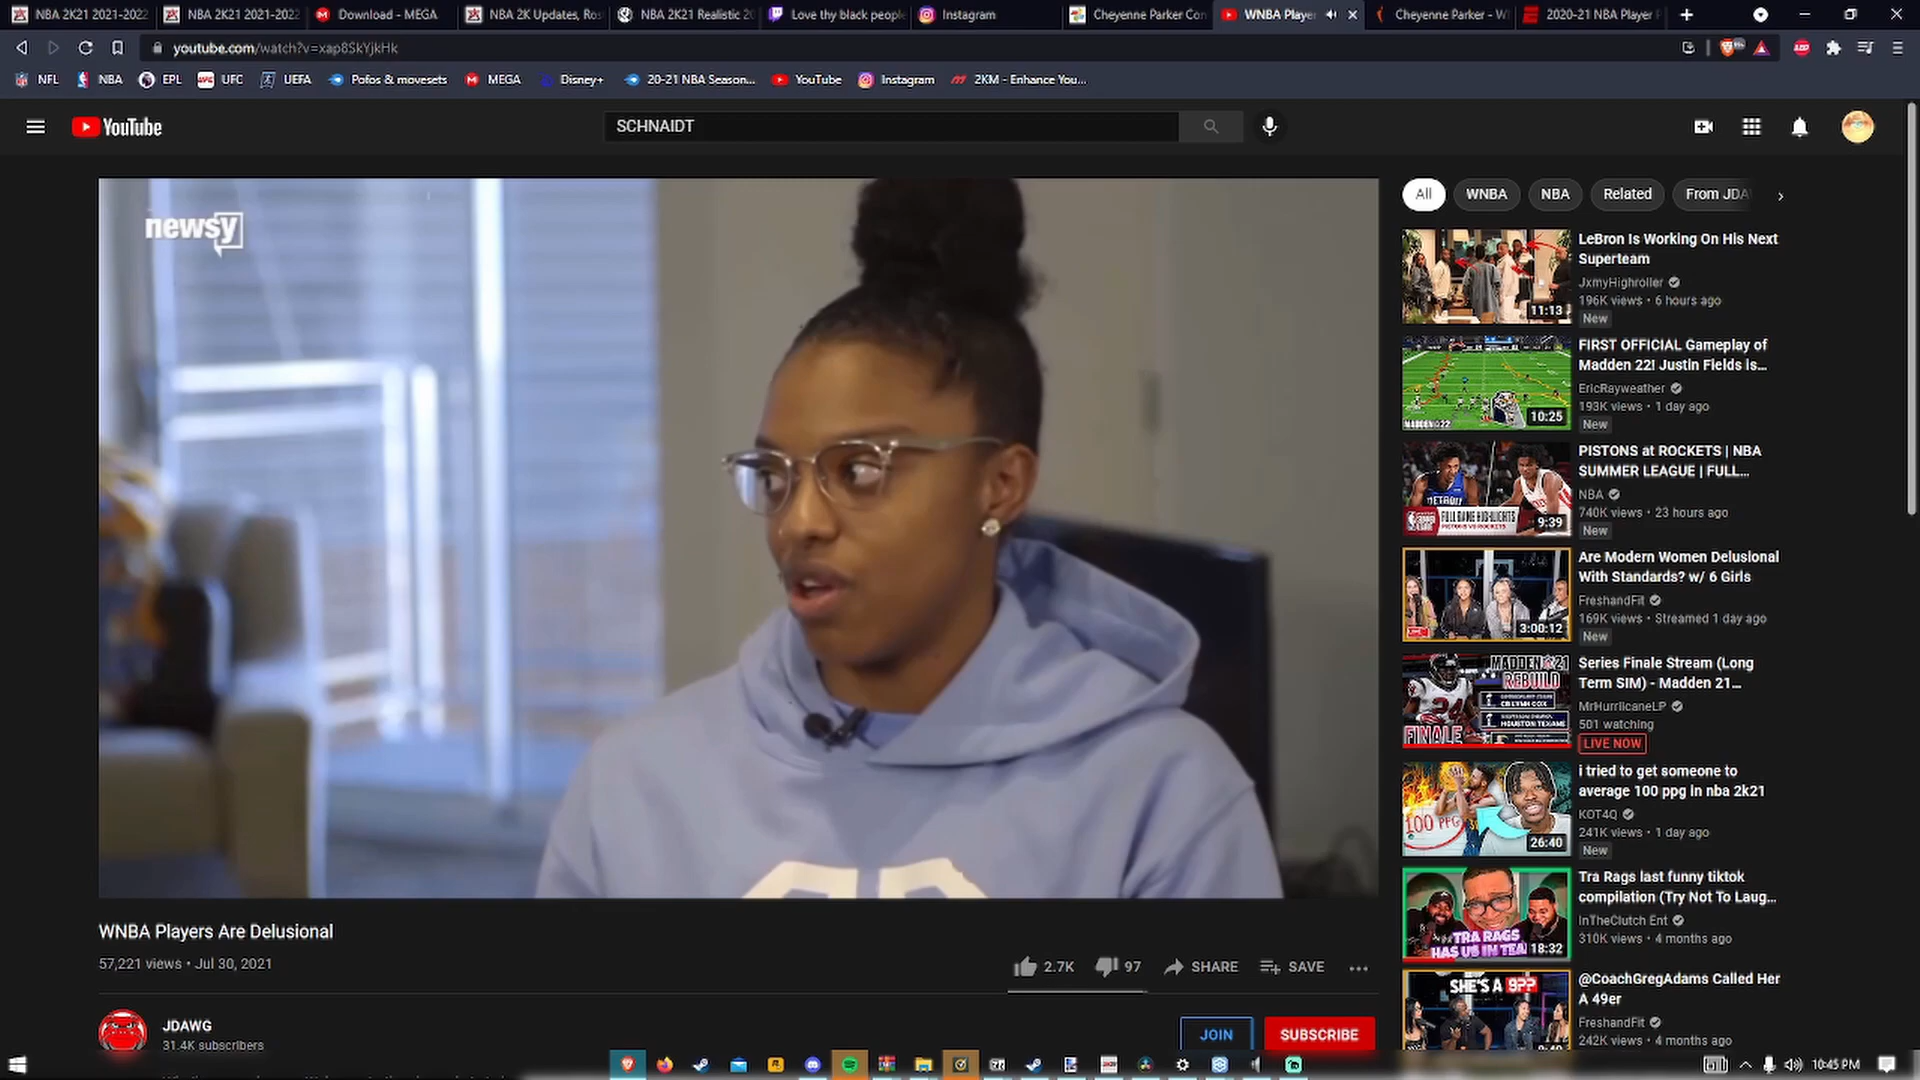 NBA 2K21 2021-2022
NBA 2K21 2021-2022
Download - MEGA
NBA 2K Updates, Ros
NBA 2K21 Realistic 20
Love thy black people
Instagram
Cheyenne Parker Con
WNBA Player
Cheyenne Parker - W
2020-21 NBA Player P
youtube.com/watch?v=xap8SkYjkHk
NFL
NBA
EPL
UFC
UEFA
Pofos & movesets
MEGA
Disney+
20-21 NBA Season...
YouTube
Instagram
2KM - Enhance You...
YouTube
SCHNAIDT
newsy
All
WNBA
NBA
Related
From JDA
LeBron Is Working On His Next
Superteam
JxmyHighroller
196K views • 6 hours ago
New
11:13
FIRST OFFICIAL Gameplay of
Madden 22! Justin Fields is...
EricRayweather
193K views • 1 day ago
New
MADDEN 22
10:25
PISTONS at ROCKETS | NBA
SUMMER LEAGUE | FULL...
NBA
740K views • 23 hours ago
New
DETROIT
FULL GAME HIGHLIGHTS
9:39
Are Modern Women Delusional
With Standards? w/ 6 Girls
FreshandFit
169K views • Streamed 1 day ago
New
3:00:12
Series Finale Stream (Long
Term SIM) - Madden 21...
MrHurriicaneLP
501 watching
LIVE NOW
MADDEN 21
REBUILD
HOUSTON TEXANS
24
FINALE
i tried to get someone to
average 100 ppg in nba 2k21
KOT4Q
241K views • 1 day ago
New
100 PPG
26:40
Tra Rags last funny tiktok
compilation (Try Not To Laug...
InTheClutch Ent
310K views • 4 months ago
TRA RAGS
HAS US IN TEA
18:32
@CoachGregAdams Called Her
A 49er
FreshandFit
242K views • 4 months ago
SHE'S A 9??
WNBA Players Are Delusional
57,221 views • Jul 30, 2021
2.7K
97
SHARE
SAVE
JDAWG
31.4K subscribers
JOIN
SUBSCRIBE
10:45 PM